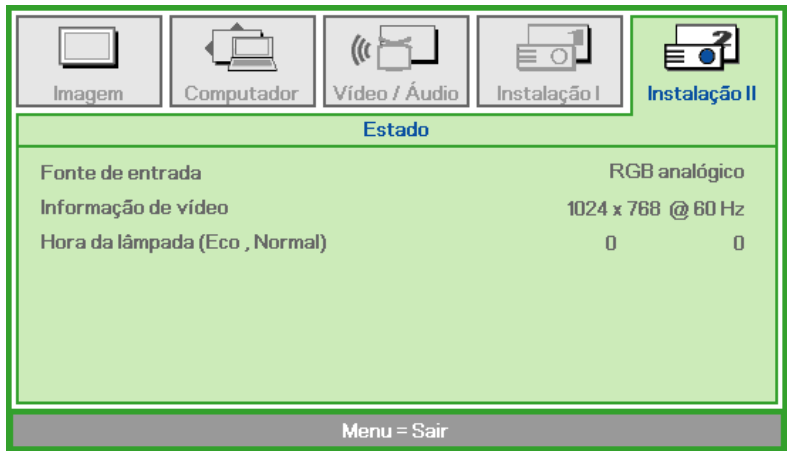 Imagem Computador Vídeo / Áudio Instalação I Instalação II
Estado
Fonte de entrada RGB analógico
Informação de vídeo 1024 x 768 @ 60 Hz
Hora da lâmpada (Eco , Normal) 0 0
Menu = Sair